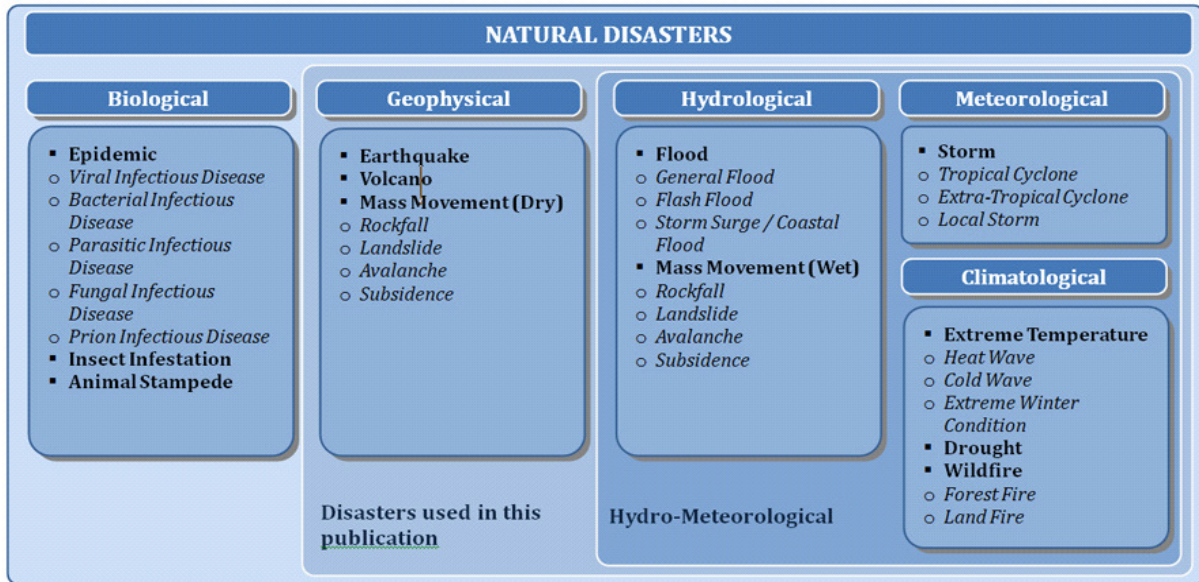 NATURAL DISASTERS
Biological
▪ Epidemic
o Viral Infectious Disease
o Bacterial Infectious
Disease
o Parasitic Infectious
Disease
o Fungal Infectious
Disease
o Prion Infectious Disease
▪ Insect Infestation
▪ Animal Stampede
Geophysical
▪ Earthquake
▪ Volcano
▪ Mass Movement (Dry)
o Rockfall
o Landslide
o Avalanche
o Subsidence
Hydrological
▪ Flood
o General Flood
o Flash Flood
o Storm Surge / Coastal
Flood
▪ Mass Movement (Wet)
o Rockfall
o Landslide
o Avalanche
o Subsidence
Meteorological
▪ Storm
o Tropical Cyclone
o Extra-Tropical Cyclone
o Local Storm
Climatological
▪ Extreme Temperature
o Heat Wave
o Cold Wave
o Extreme Winter
Condition
▪ Drought
▪ Wildfire
o Forest Fire
o Land Fire
Disasters used in this
publication
Hydro-Meteorological